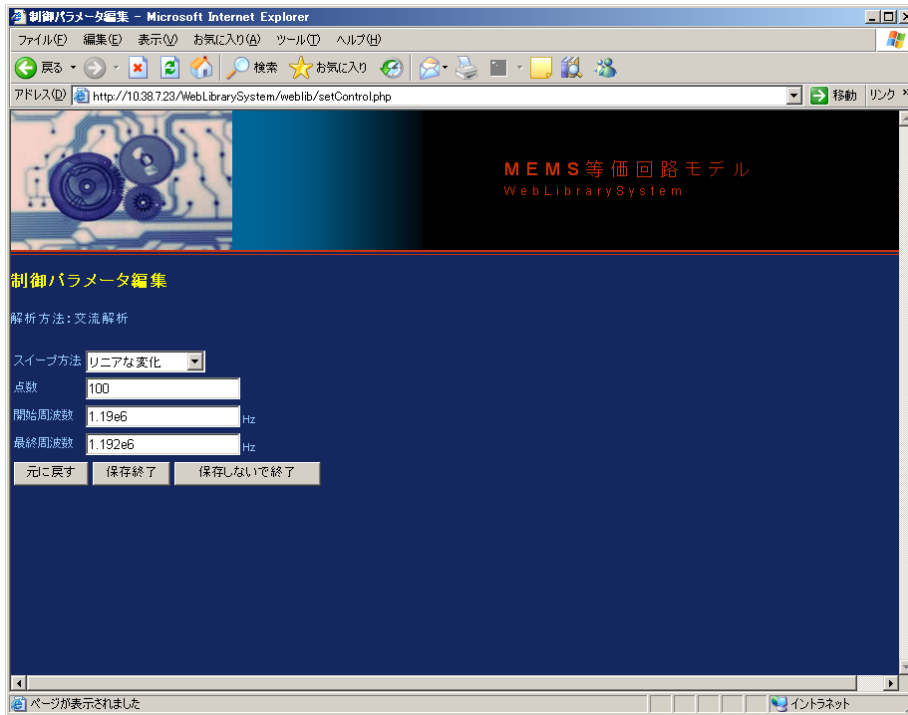 制御パラメータ編集 - Microsoft Internet Explorer
ファイル(F) 編集(E) 表示(V) お気に入り(A) ツール(T) ヘルプ(H)
戻る 検索 お気に入り
アドレス(D) http://10.38.7.23/WebLibrarySystem/weblib/setControl.php 移動 リンク »
MEMS等価回路モデル
WebLibrarySystem
制御パラメータ編集
解析方法:交流解析
スイープ方法 リニアな変化
点数 100
開始周波数 1.19e6 Hz
最終周波数 1.192e6 Hz
元に戻す 保存終了 保存しないで終了
ページが表示されました イントラネット